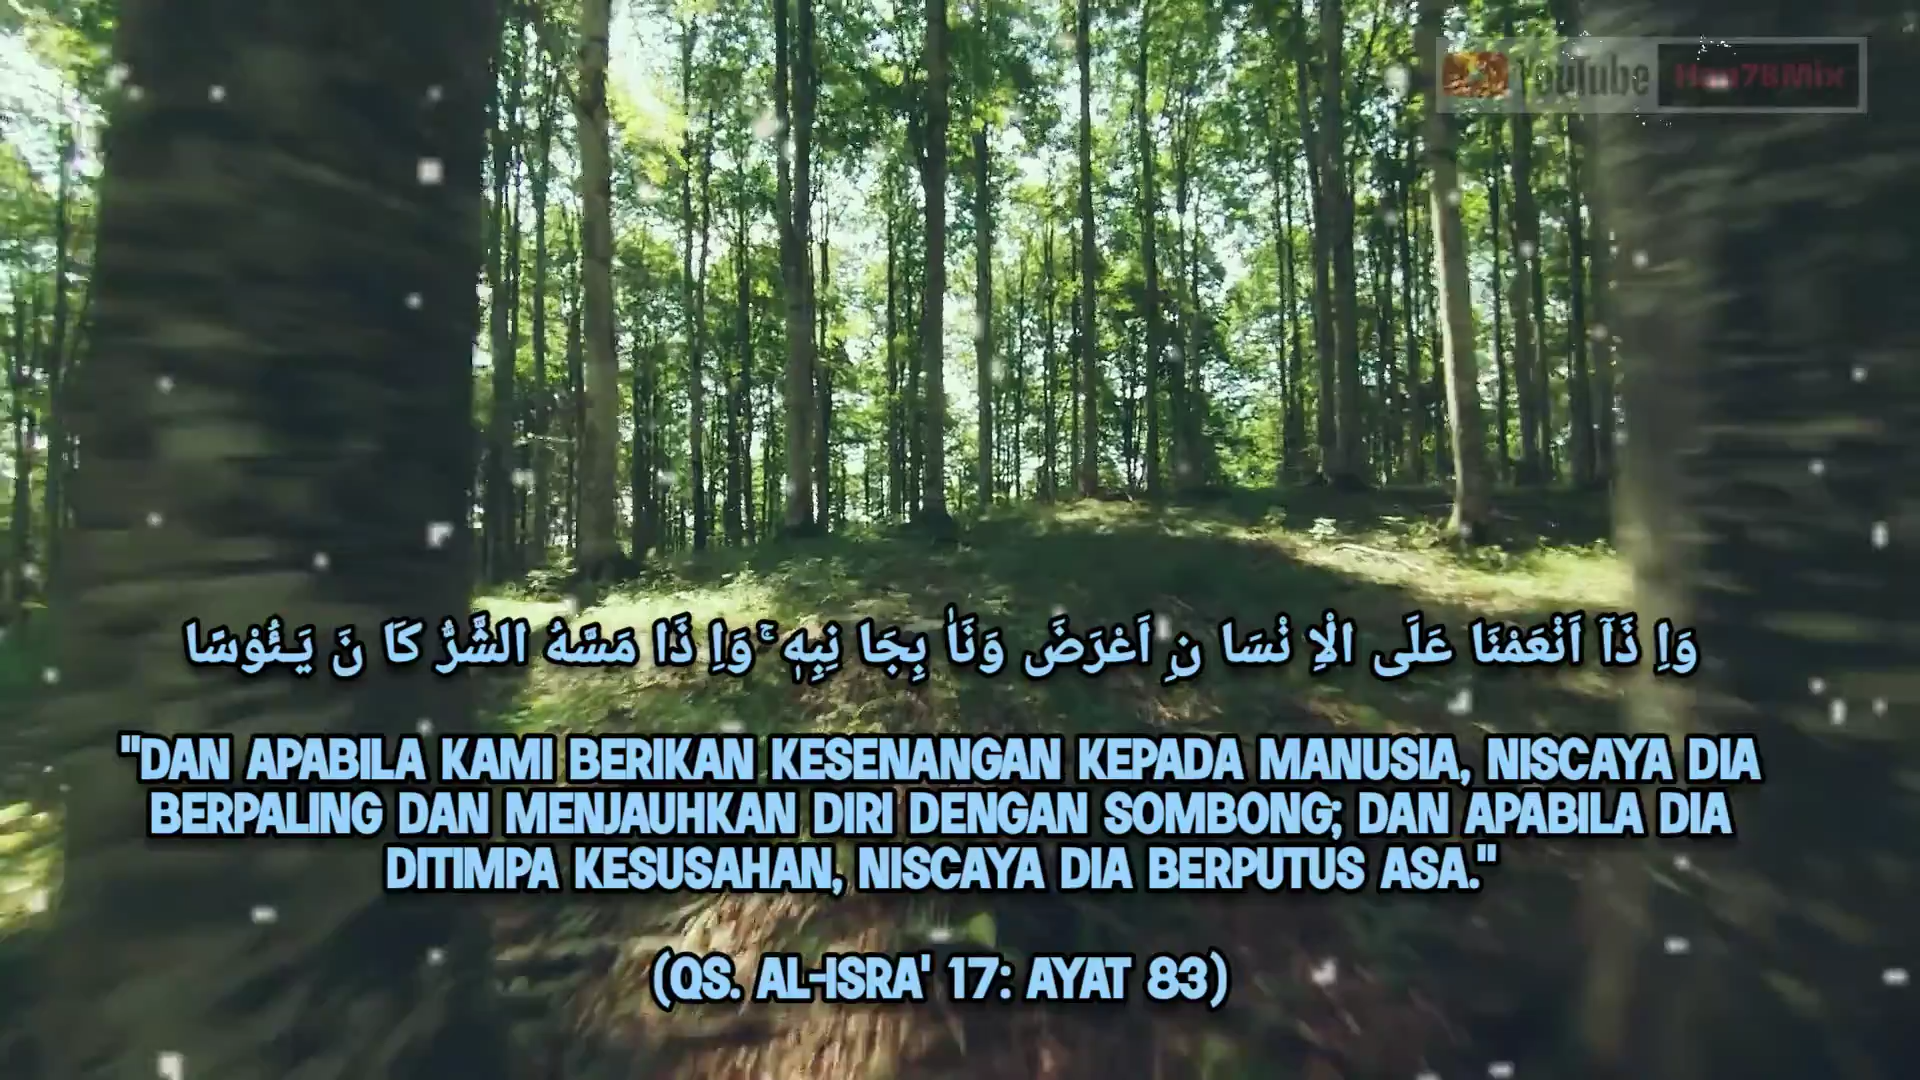 YouTube
وَاِ ذَاۤ اَنْعَمْنَا عَلَى الْاِ نْسَا نِ اَعْرَضَ وَنَاٰ بِجَا نِبِهٖ ۚ وَاِ ذَا مَسَّهُ الشَّرُّ كَا نَ يَــئُوْسَا
"DAN APABILA KAMI BERIKAN KESENANGAN KEPADA MANUSIA, NISCAYA DIA
BERPALING DAN MENJAUHKAN DIRI DENGAN SOMBONG; DAN APABILA DIA
DITIMPA KESUSAHAN, NISCAYA DIA BERPUTUS ASA."
(QS. AL-ISRA' 17: AYAT 83)